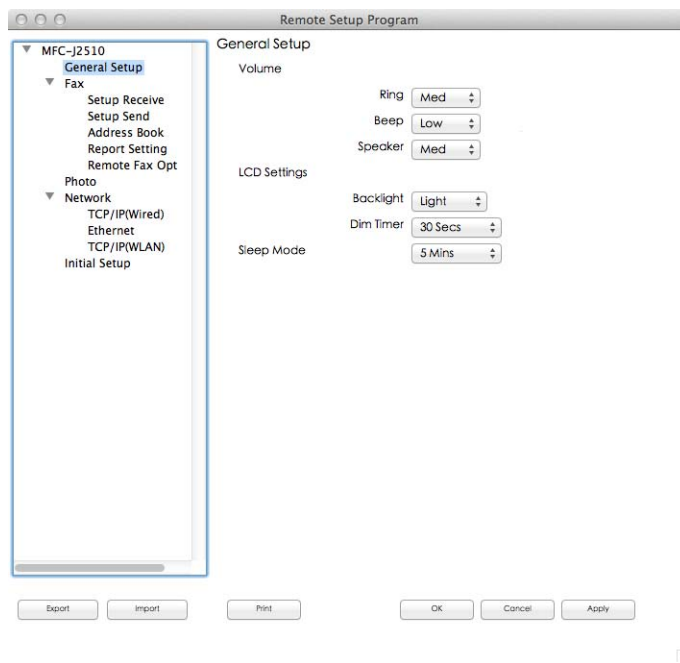 Remote Setup Program
MFC-J2510
General Setup
Fax
Setup Receive
Setup Send
Address Book
Report Setting
Remote Fax Opt
Photo
Network
TCP/IP(Wired)
Ethernet
TCP/IP(WLAN)
Initial Setup
General Setup
Volume
Ring Med
Beep Low
Speaker Med
LCD Settings
Backlight Light
Dim Timer 30 Secs
Sleep Mode 5 Mins
Export Import Print OK Cancel Apply